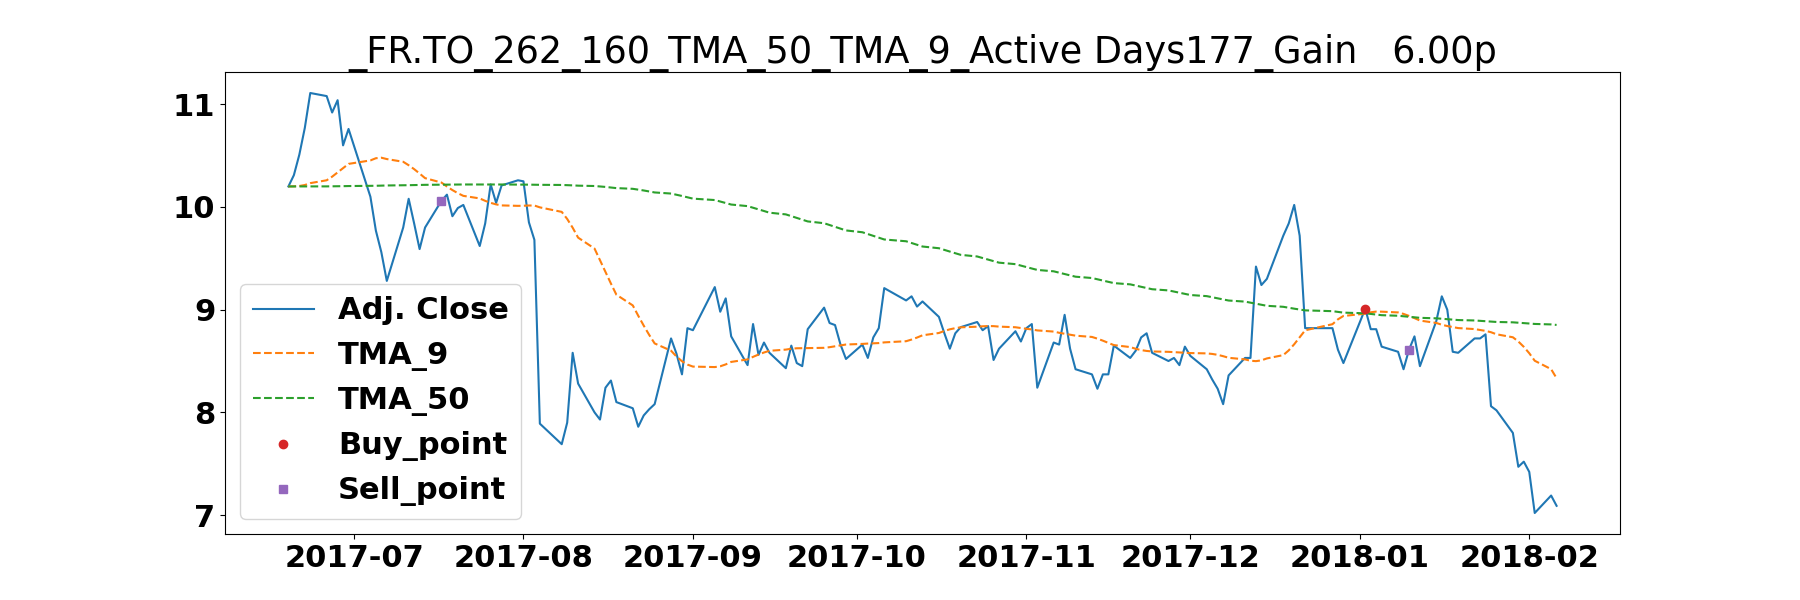 _FR.TO_262_160_TMA_50_TMA_9_Active Days177_Gain   6.00p
11
10
9
8
7
Adj. Close
TMA_9
TMA_50
Buy_point
Sell_point
2017-07 2017-08 2017-09 2017-10 2017-11 2017-12 2018-01 2018-02